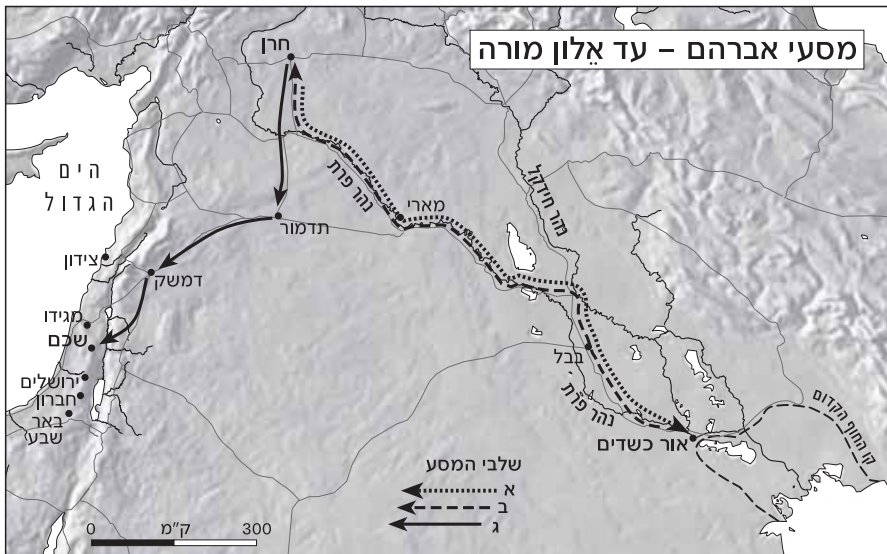 מסעי אברהם – עד אֵלון מורה
חרן
הים
הגדול
נהר פרת
מארי
נהר חידקל
תדמור
צידון
דמשק
מגידו
שכם
בבל
ירושלים
חברון
באר
שבע
נהר פרת
אור כשדים
קו החוף הקדום
שלבי המסע
א
ב
ג
0 ק"מ 300